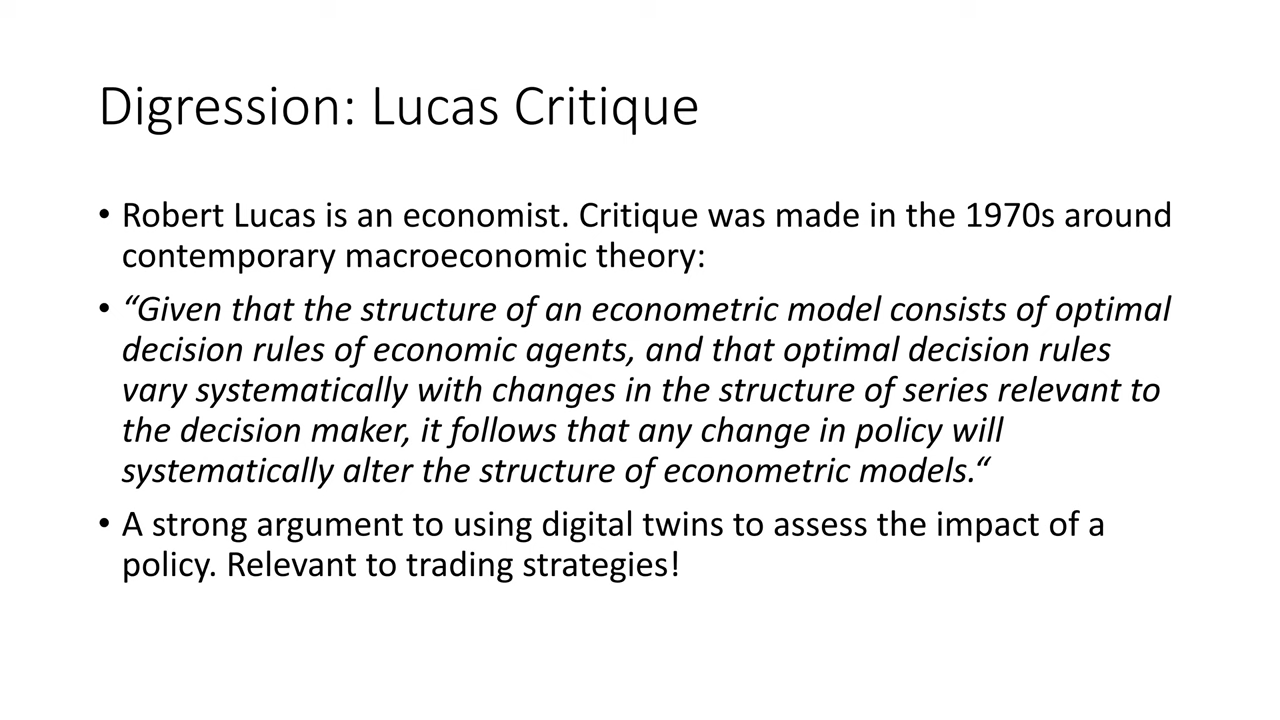 Digression: Lucas Critique
• Robert Lucas is an economist. Critique was made in the 1970s around
contemporary macroeconomic theory:
• “Given that the structure of an econometric model consists of optimal
decision rules of economic agents, and that optimal decision rules
vary systematically with changes in the structure of series relevant to
the decision maker, it follows that any change in policy will
systematically alter the structure of econometric models.“
• A strong argument to using digital twins to assess the impact of a
policy. Relevant to trading strategies!